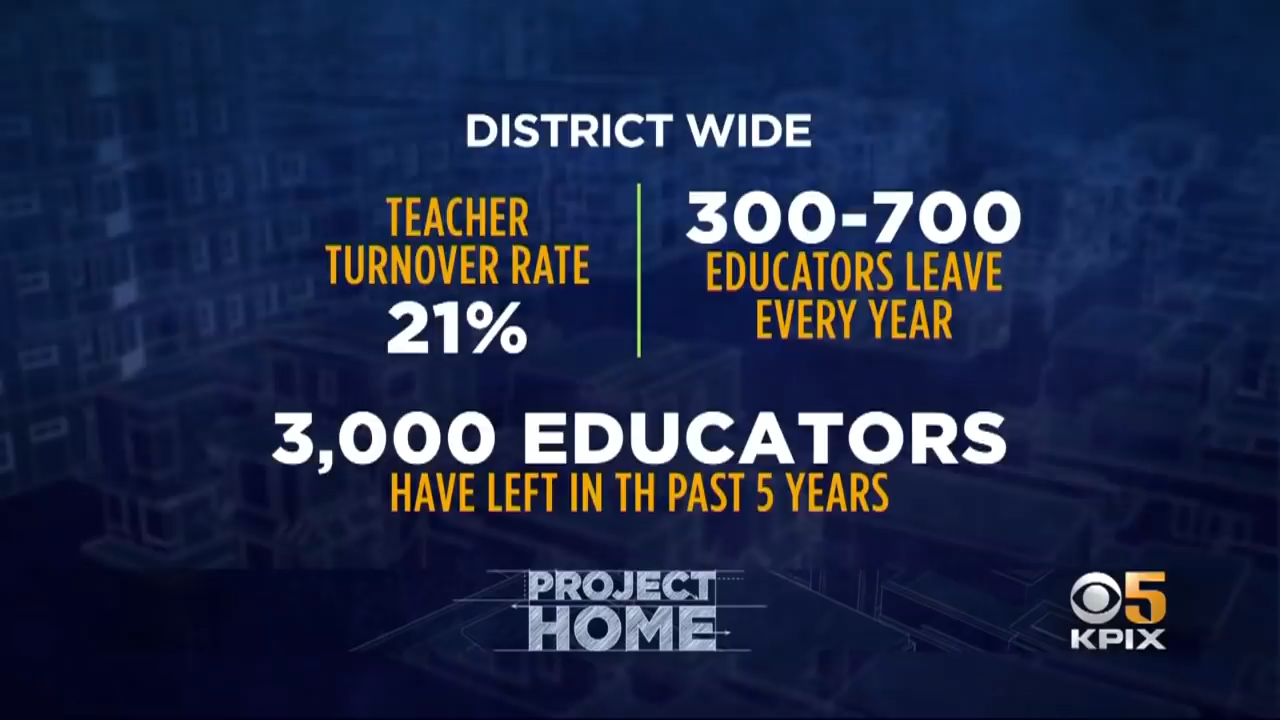 DISTRICT WIDE
TEACHER
TURNOVER RATE
21%
300-700
EDUCATORS LEAVE
EVERY YEAR
3,000 EDUCATORS
HAVE LEFT IN TH PAST 5 YEARS
PROJECT
HOME
5
KPIX